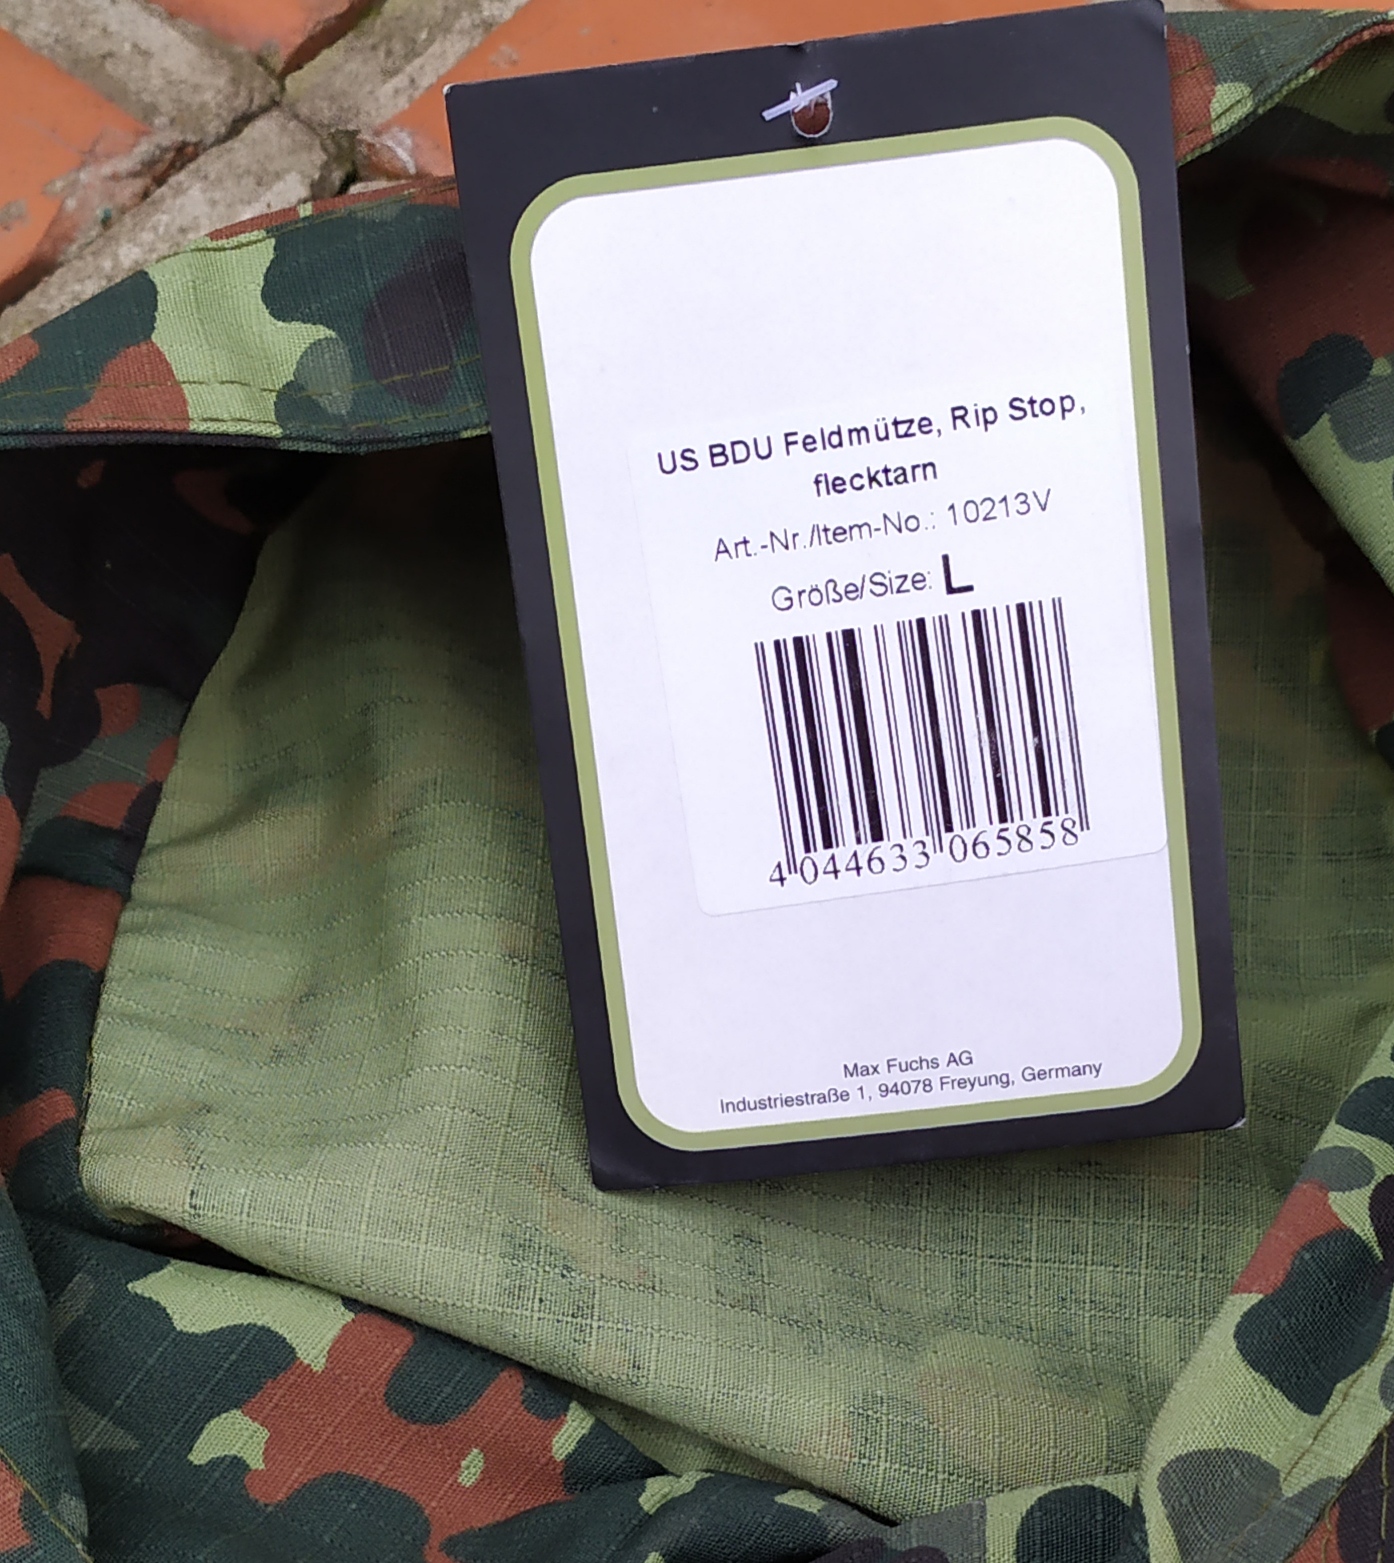 US BDU Feldmütze, Rip Stop,
flecktarn
Art.-Nr./Item-No.: 10213V
Größe/Size: L
4 044633 065858
Max Fuchs AG
Industriestraße 1, 94078 Freyung, Germany